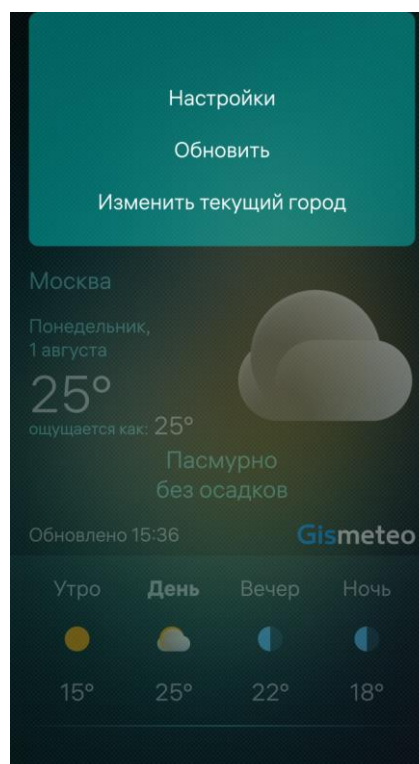 Настройки
Обновить
Изменить текущий город
Москва
Понедельник,
1 августа
25°
ощущается как: 25°
Пасмурно
без осадков
Обновлено 15:36
Gismeteo
Утро День Вечер Ночь
15° 25° 22° 18°